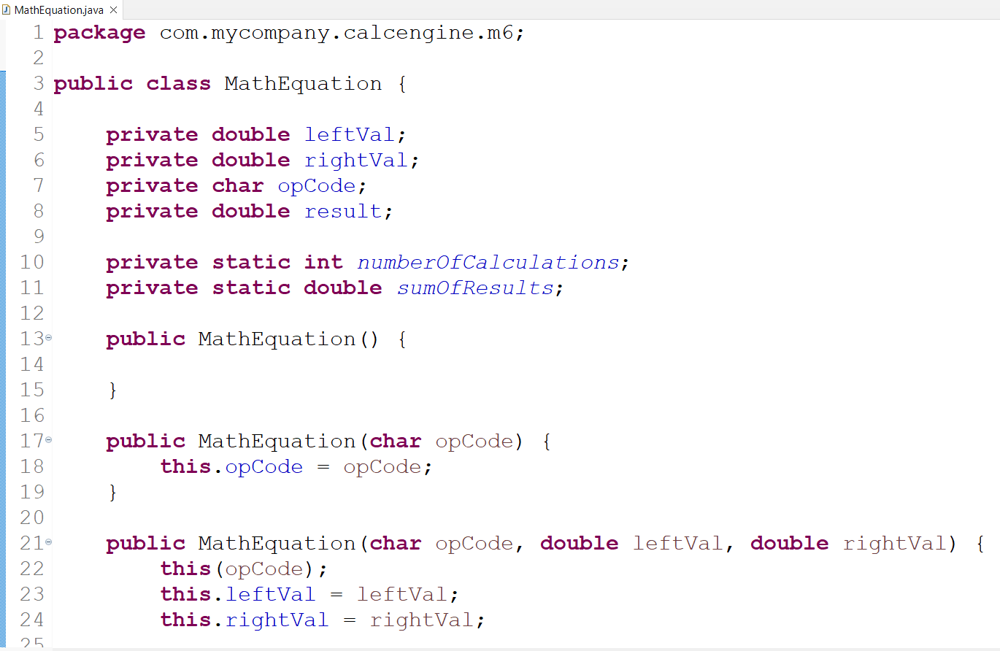 MathEquation.java
1 package com.mycompany.calcengine.m6;
2
3 public class MathEquation {
4
5     private double leftVal;
6     private double rightVal;
7     private char opCode;
8     private double result;
9
10     private static int numberOfCalculations;
11     private static double sumOfResults;
12
13     public MathEquation() {
14
15     }
16
17     public MathEquation(char opCode) {
18         this.opCode = opCode;
19     }
20
21     public MathEquation(char opCode, double leftVal, double rightVal) {
22         this(opCode);
23         this.leftVal = leftVal;
24         this.rightVal = rightVal;
25